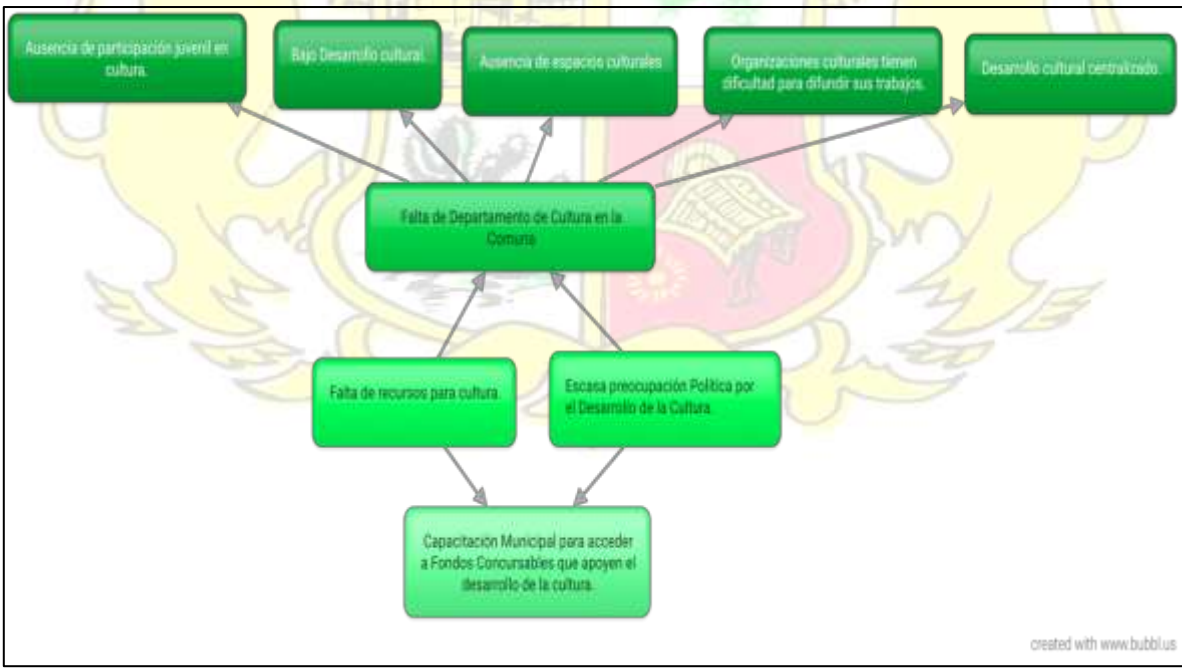 Ausencia de participación juvenil en
cultura.
Bajo Desarrollo cultural.
Ausencia de espacios culturales
Organizaciones culturales tienen
dificultad para difundir sus trabajos.
Desarrollo cultural centralizado.
Falta de Departamento de Cultura en la
Comuna
Falta de recursos para cultura.
Escasa preocupación Política por
el Desarrollo de la Cultura.
Capacitación Municipal para acceder
a Fondos Concursables que apoyen el
desarrollo de la cultura.
created with www.bubbl.us